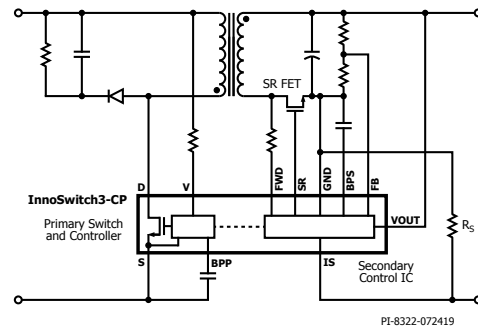 SR FET
InnoSwitch3-CP
D
V
FWD
SR
GND
BPS
FB
Primary Switch
and Controller
VOUT
RS
S
BPP
IS
Secondary
Control IC
PI-8322-072419